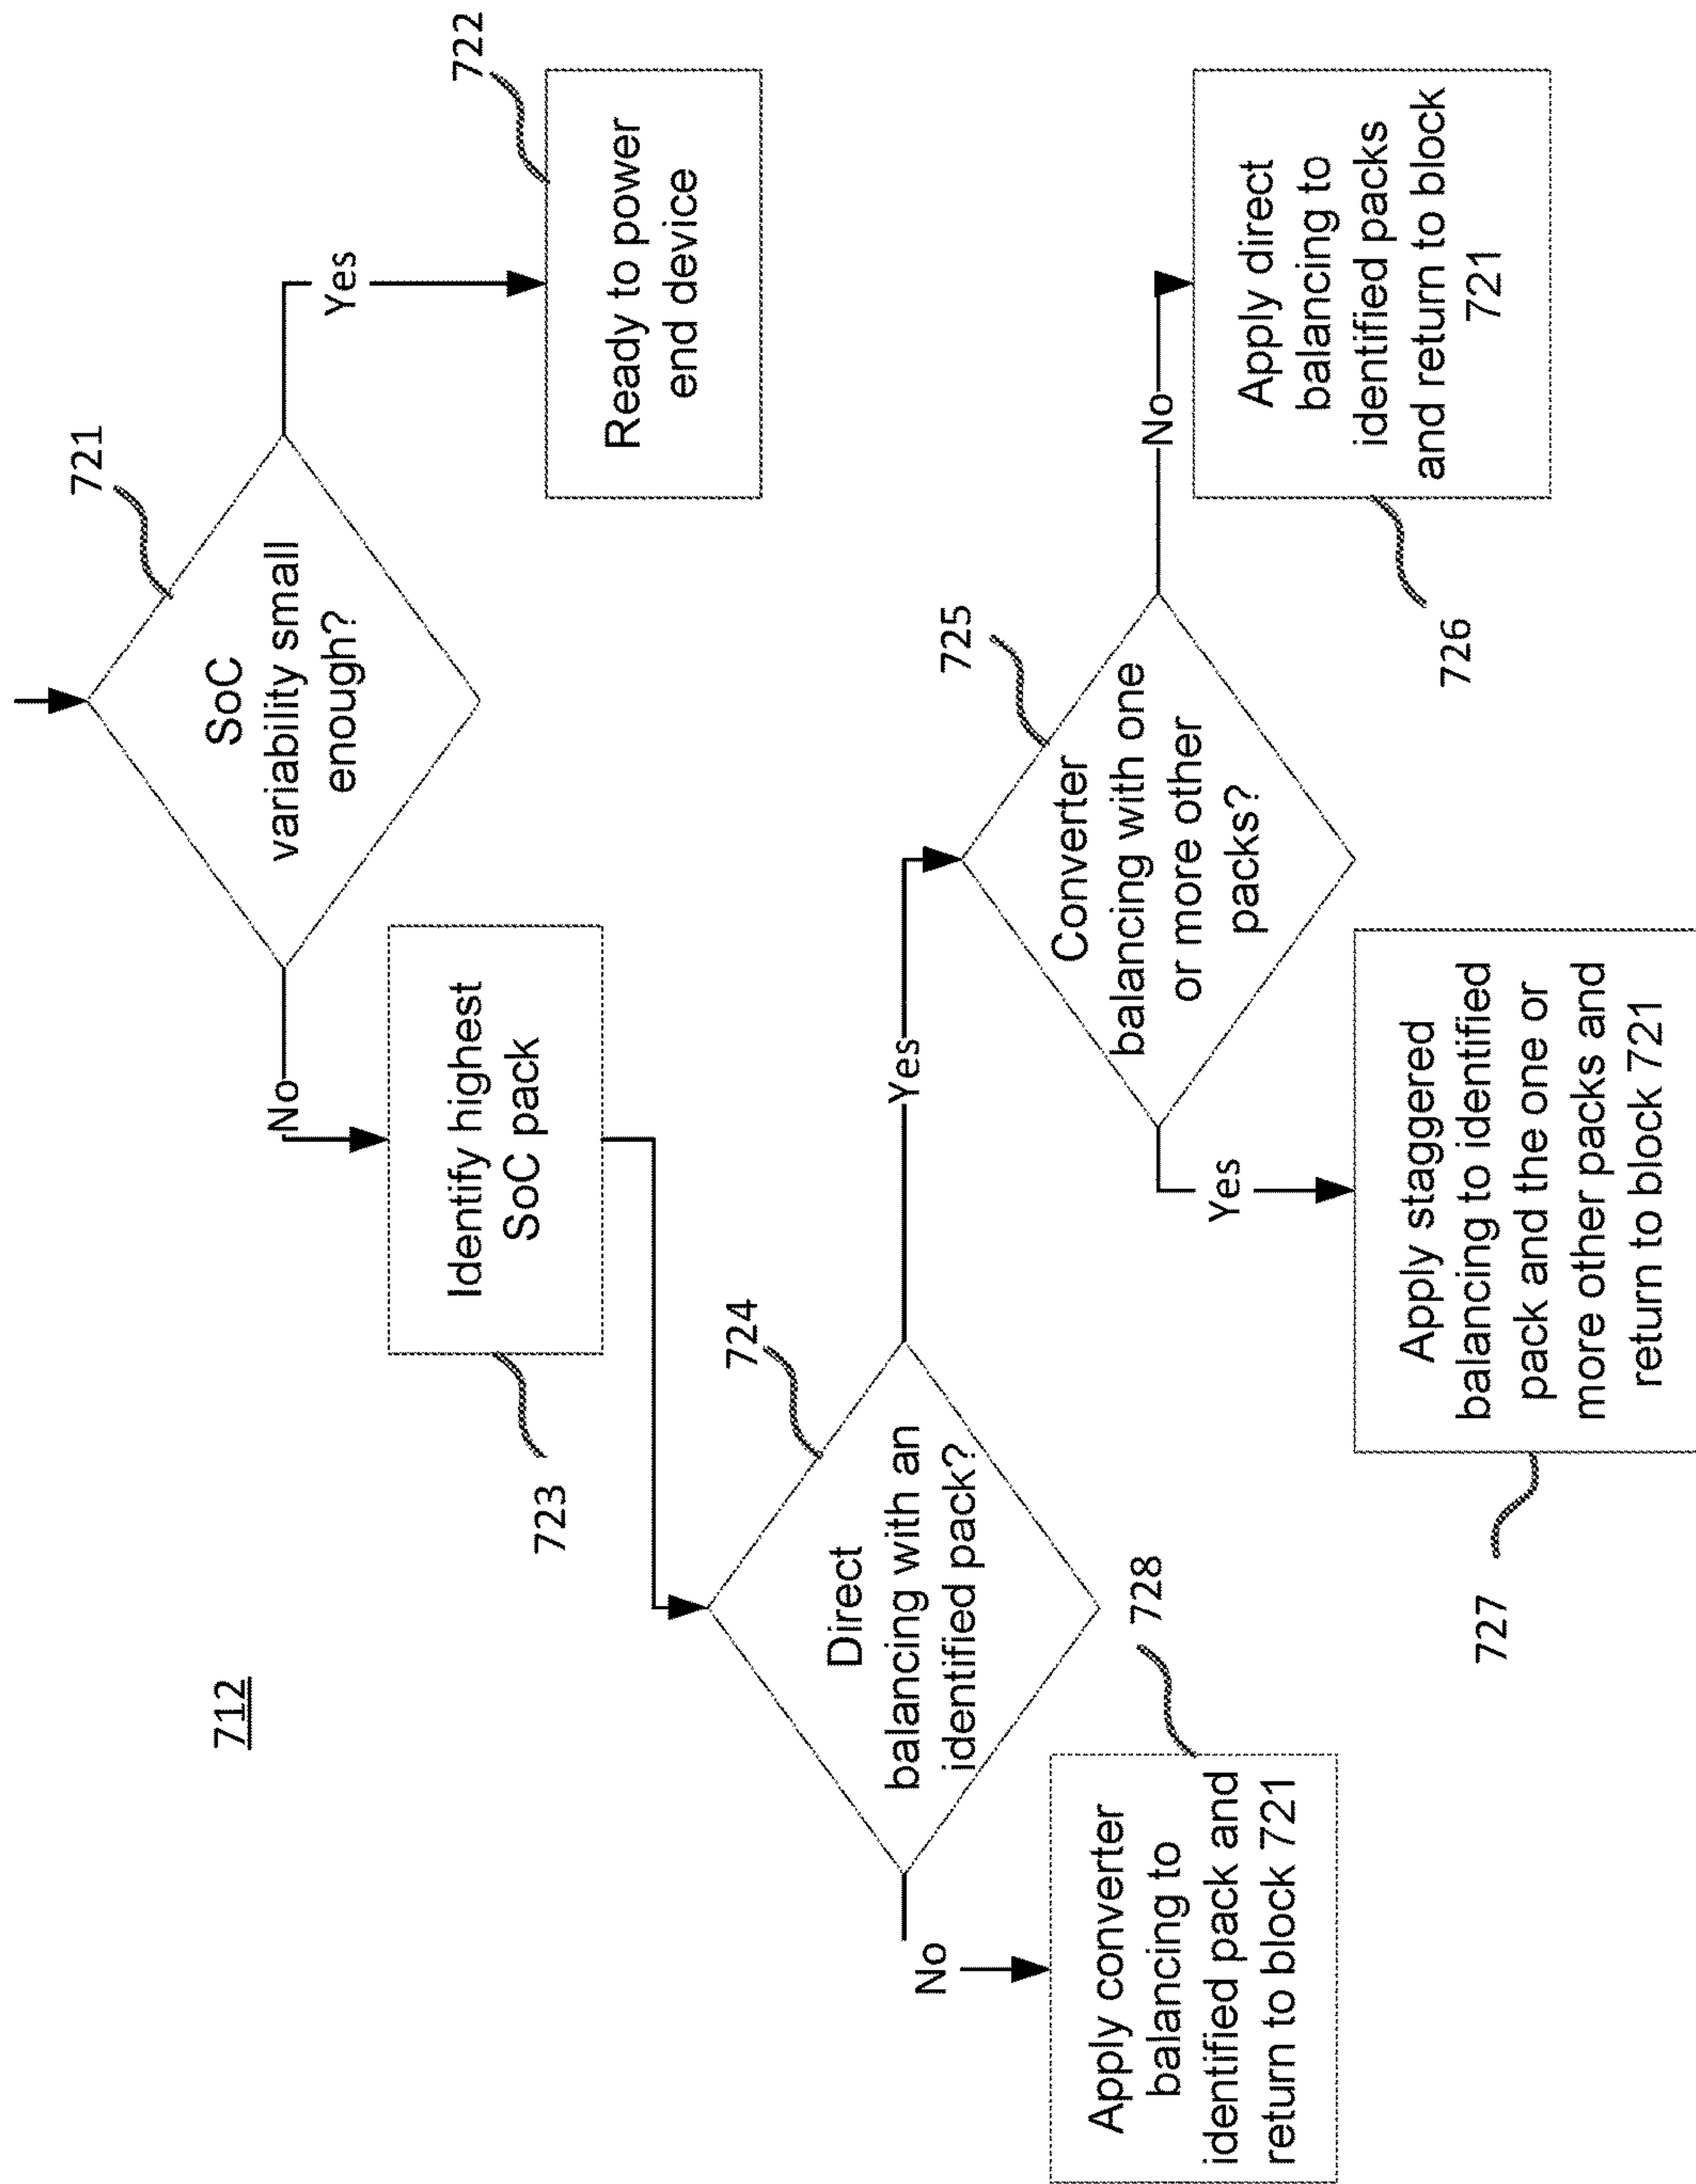 712
721
SoC
variability small
enough?
Yes
722
Ready to power
end device
No
723
Identify highest
SoC pack
724
Direct
balancing with an
identified pack?
No
728
Apply converter
balancing to
identified pack and
return to block 721
Yes
725
Converter
balancing with one
or more other
packs?
Yes
727
Apply staggered
balancing to identified
pack and the one or
more other packs and
return to block 721
No
726
Apply direct
balancing to
identified packs
and return to block
721